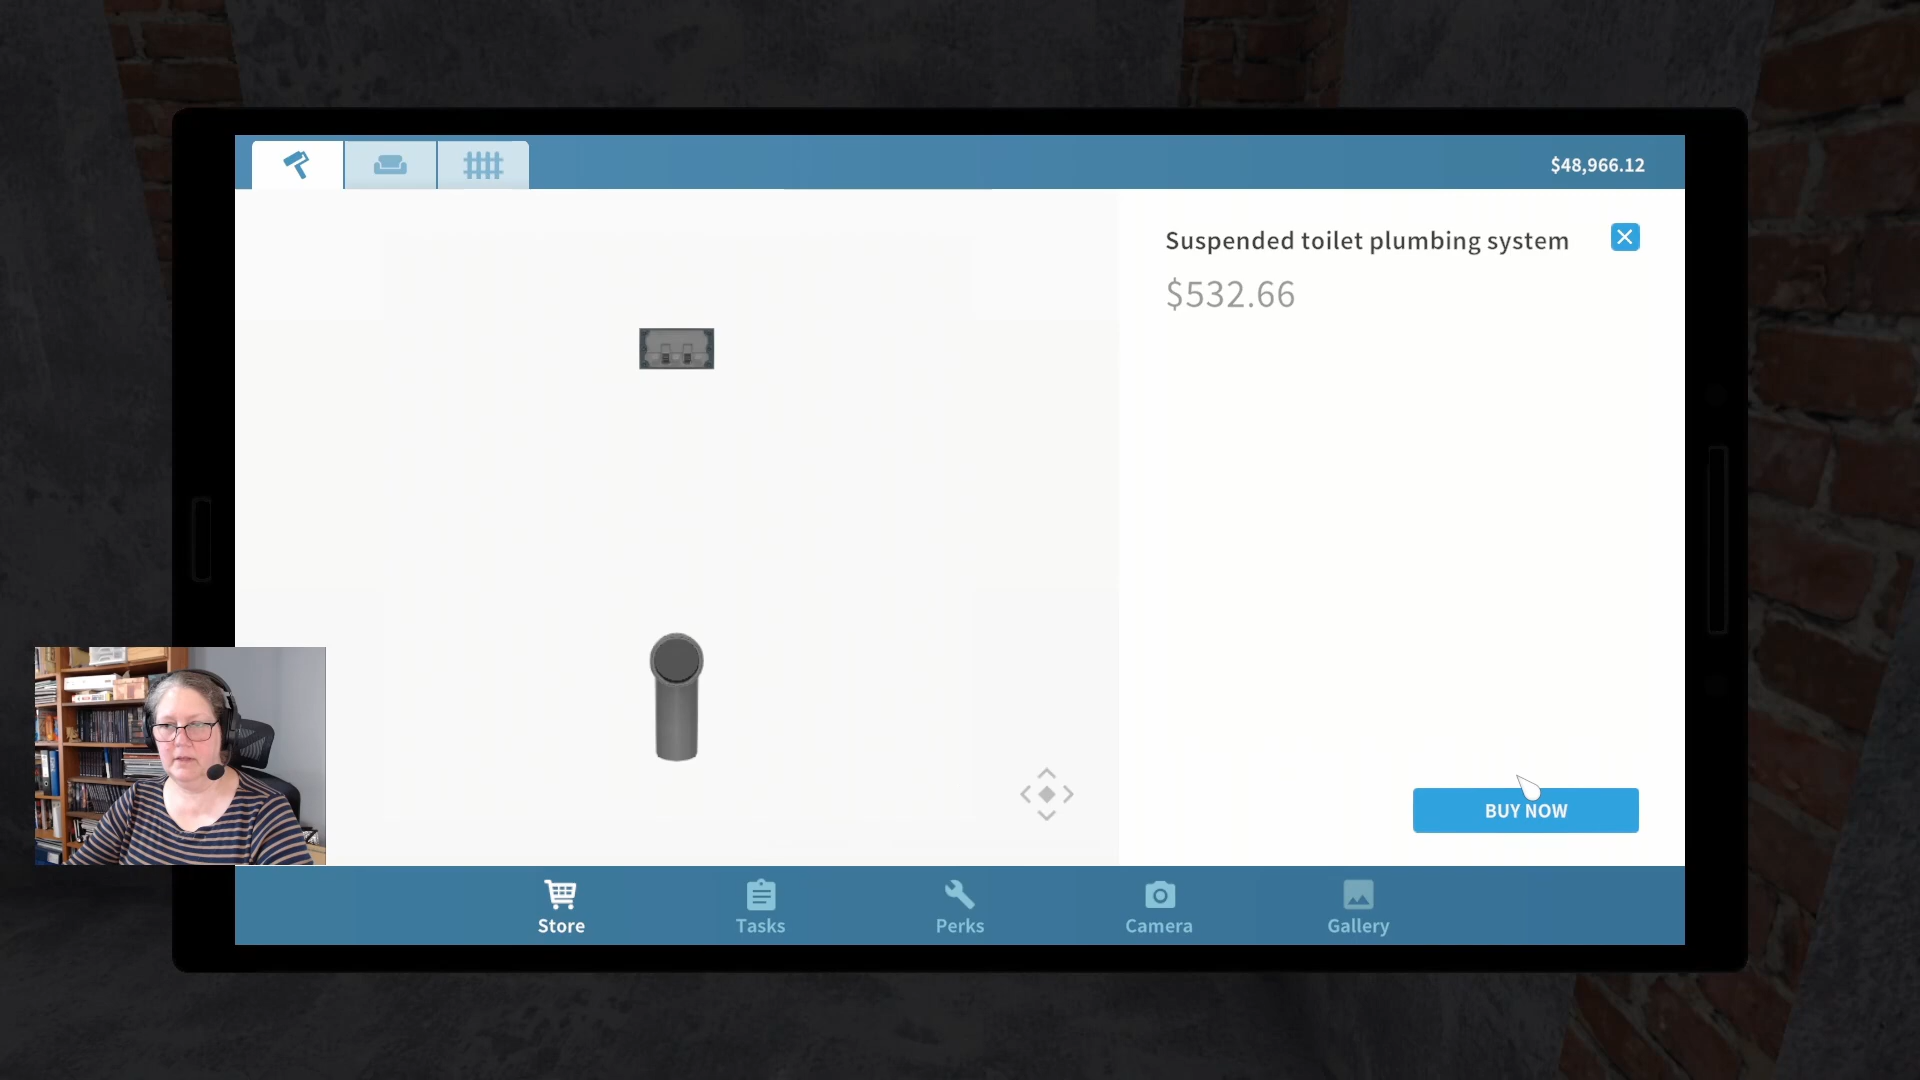 $48,966.12
Suspended toilet plumbing system
$532.66
BUY NOW
Store
Tasks
Perks
Camera
Gallery